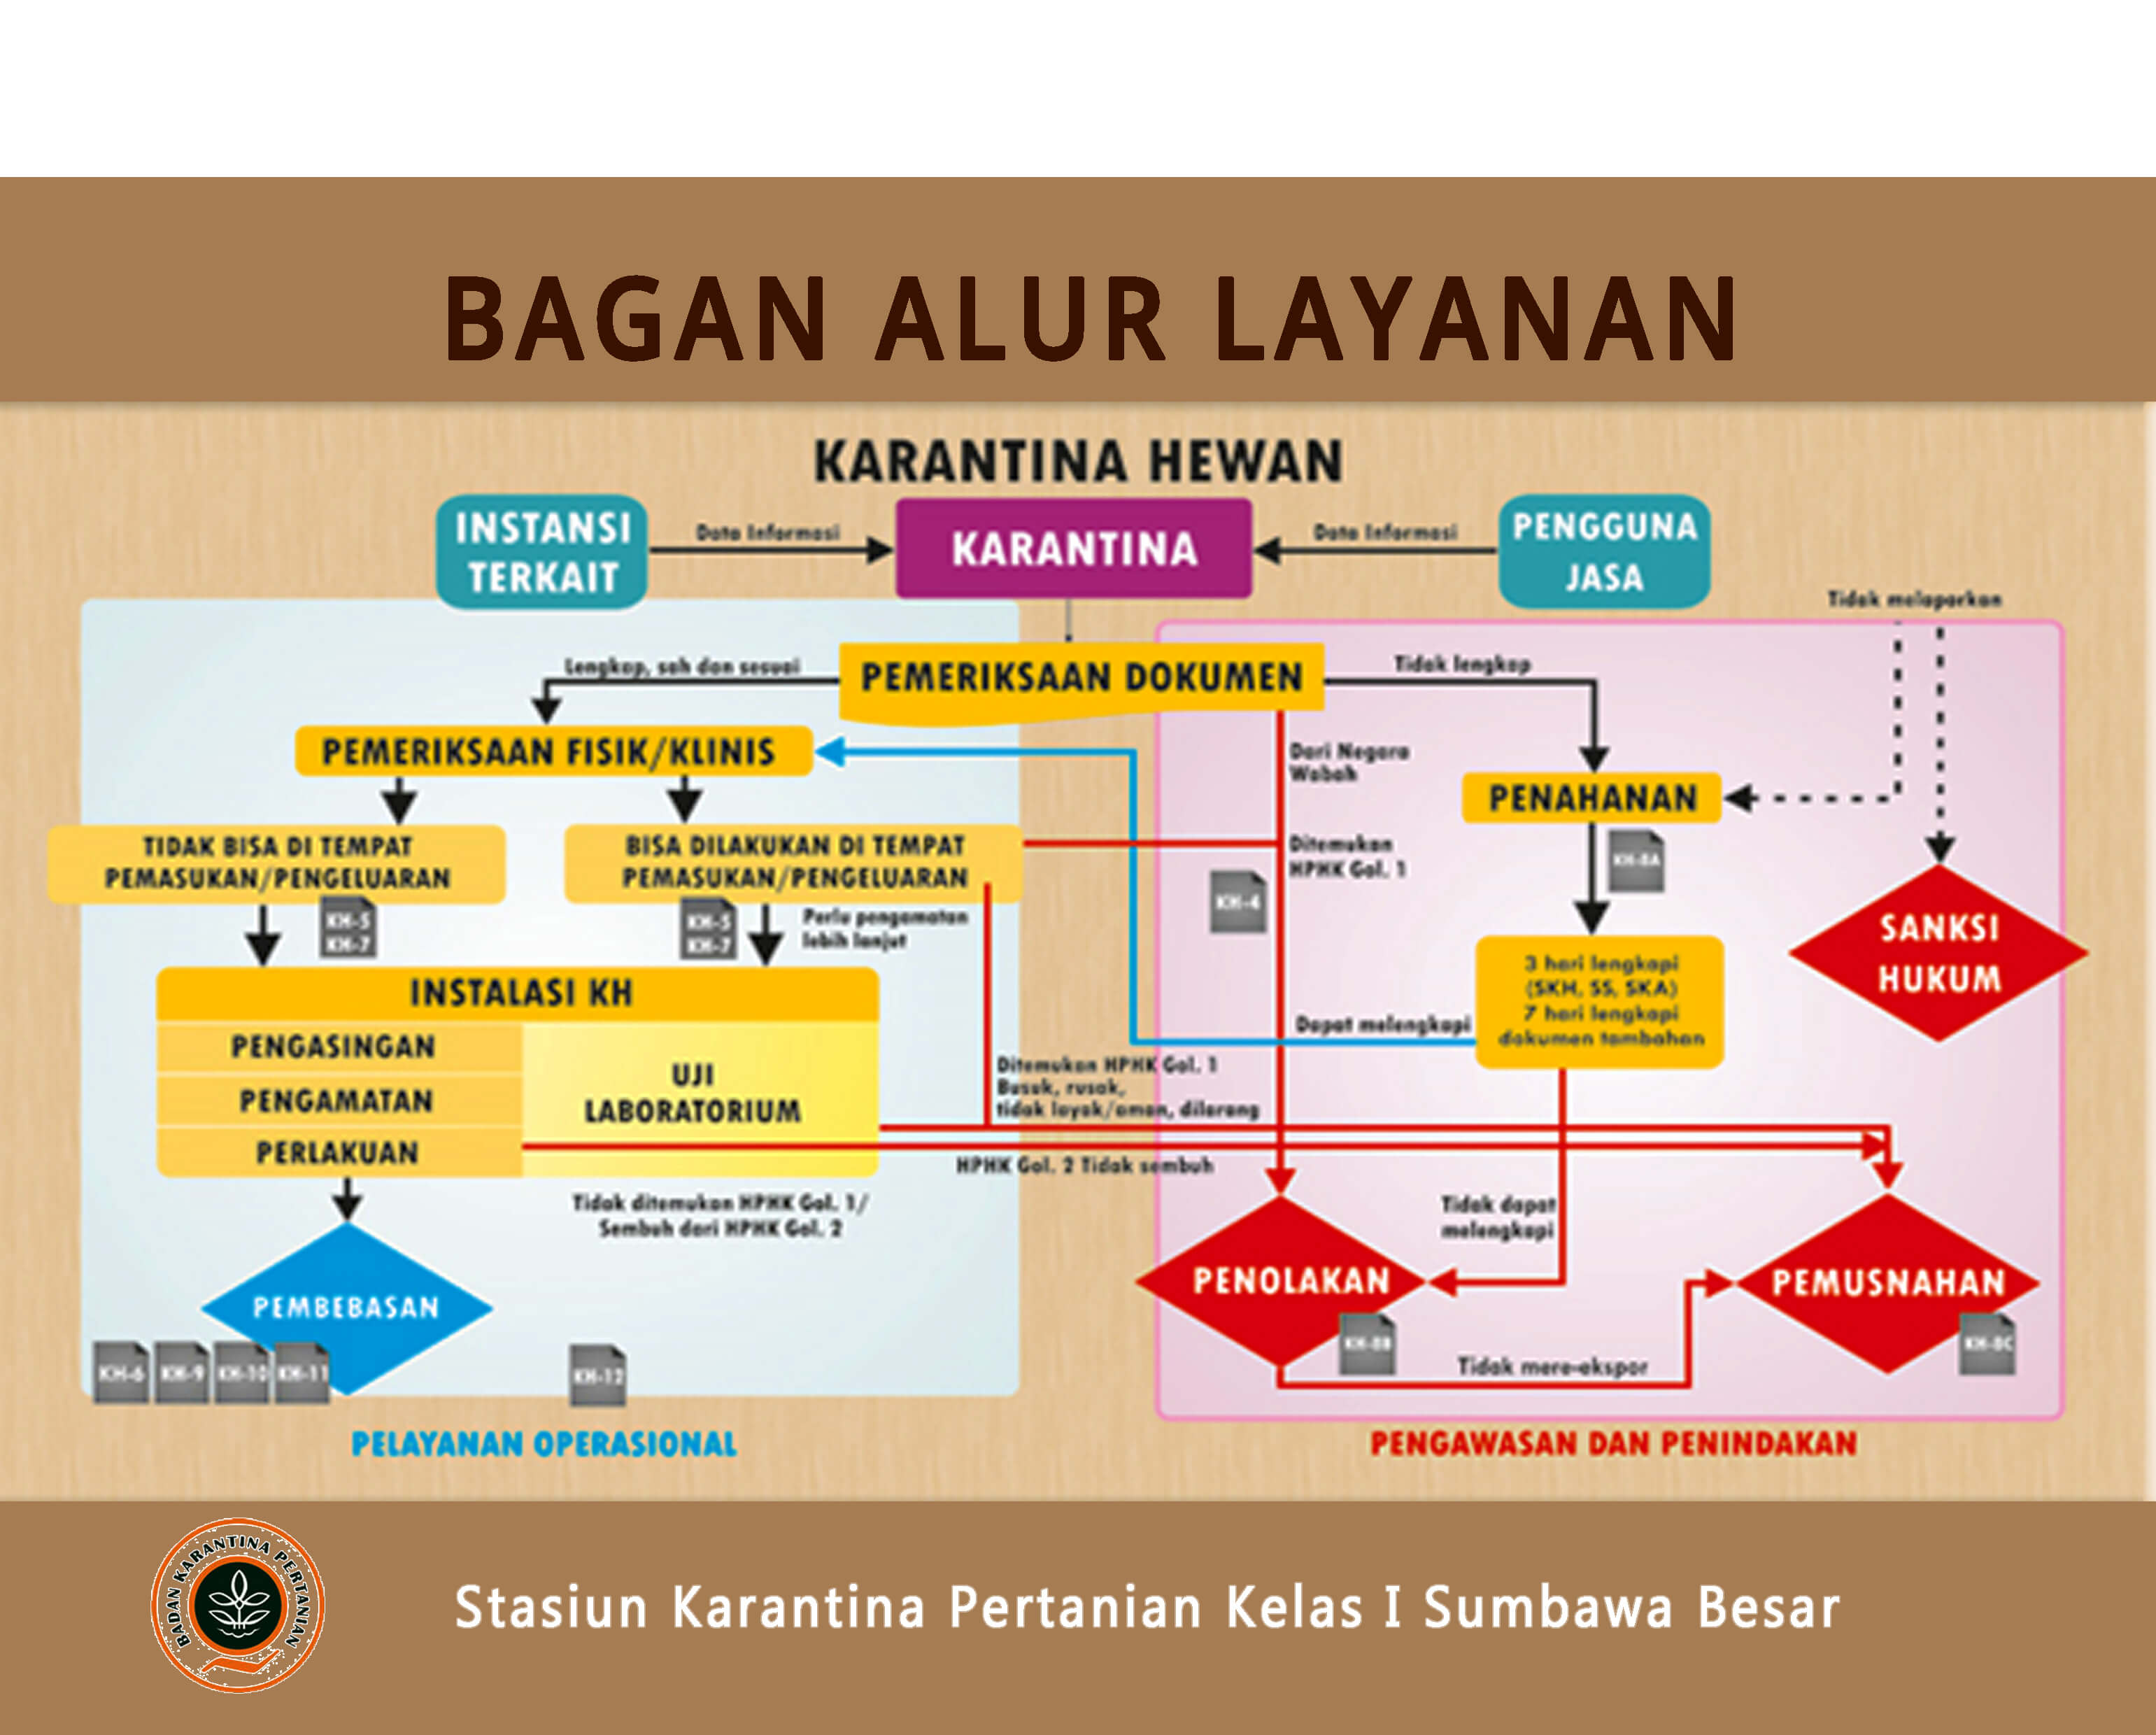 BAGAN ALUR LAYANAN
KARANTINA HEWAN
INSTANSI
TERKAIT
Data Informasi
KARANTINA
Data Informasi
PENGGUNA
JASA
Tidak melaporkan
Lengkap, sah dan sesuai
PEMERIKSAAN DOKUMEN
Tidak lengkap
PEMERIKSAAN FISIK/KLINIS
Dari Negara
Wabah
PENAHANAN
TIDAK BISA DI TEMPAT
PEMASUKAN/PENGELUARAN
BISA DILAKUKAN DI TEMPAT
PEMASUKAN/PENGELUARAN
Ditemukan
HPHK Gol. 1
KH-8A
KH-5
KH-7
KH-5
KH-7
Perlu pengamatan
lebih lanjut
KH-4
SANKSI
HUKUM
INSTALASI KH
PENGASINGAN
PENGAMATAN
PERLAKUAN
UJI
LABORATORIUM
3 hari lengkapi
(SKH, SS, SKA)
7 hari lengkapi
dokumen tambahan
Dapat melengkapi
Ditemukan HPHK Gol. 1
Busuk, rusak,
tidak layak/aman, dilarang
HPHK Gol. 2 Tidak sembuh
Tidak ditemukan HPHK Gol. 1/
Sembuh dari HPHK Gol. 2
Tidak dapat
melengkapi
PEMBEBASAN
PENOLAKAN
PEMUSNAHAN
KH-8B
KH-8C
KH-6
KH-9
KH-10
KH-11
KH-12
Tidak mere-ekspor
PELAYANAN OPERASIONAL
PENGAWASAN DAN PENINDAKAN
BADAN KARANTINA PERTANIAN
Stasiun Karantina Pertanian Kelas I Sumbawa Besar